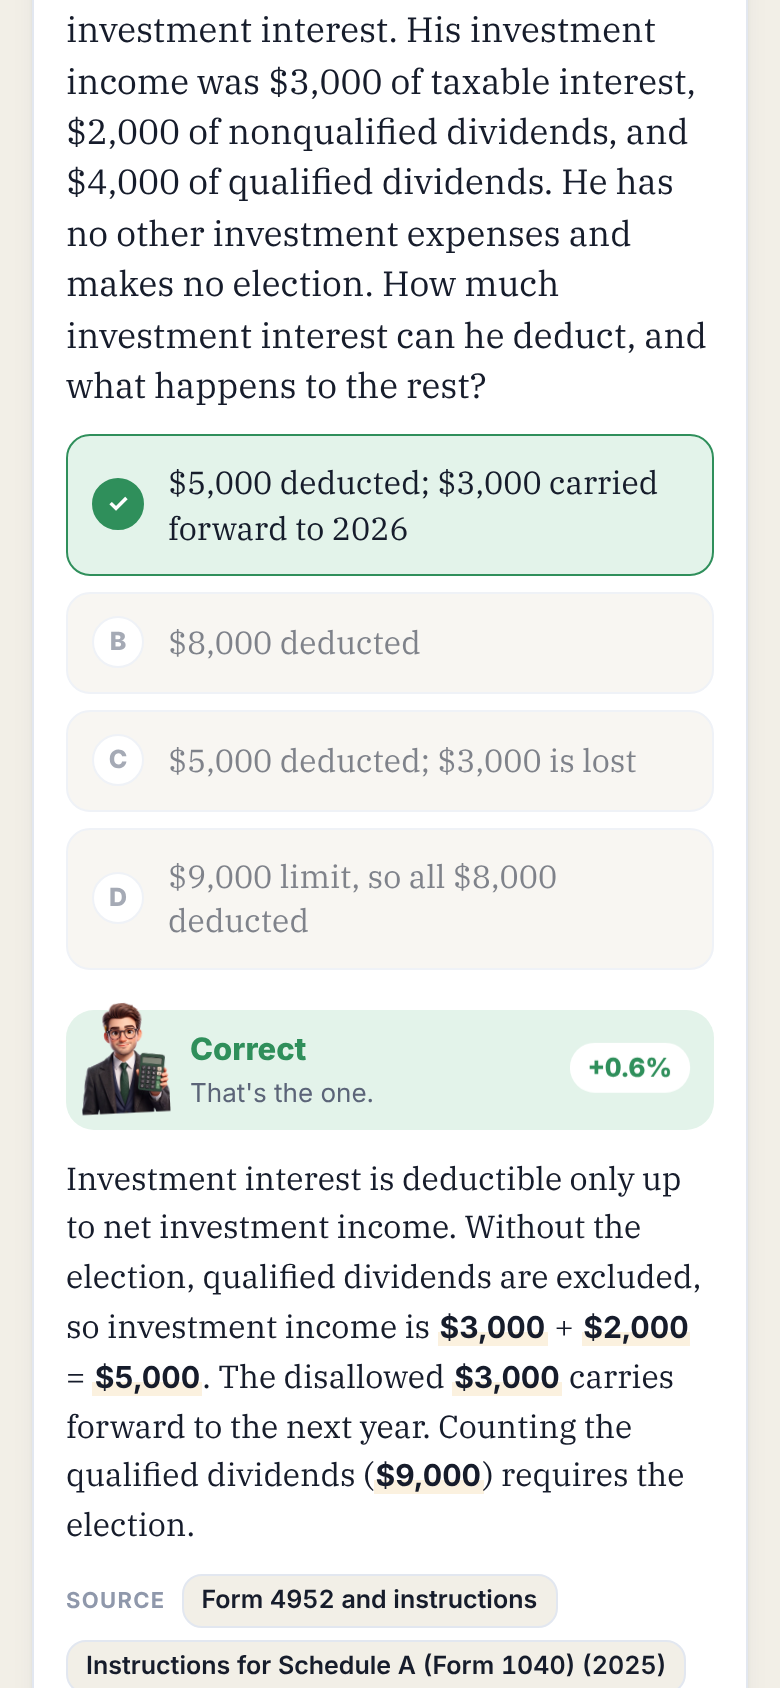 investment interest. His investment
income was $3,000 of taxable interest,
$2,000 of nonqualified dividends, and
$4,000 of qualified dividends. He has
no other investment expenses and
makes no election. How much
investment interest can he deduct, and
what happens to the rest?
$5,000 deducted; $3,000 carried
forward to 2026
B
$8,000 deducted
C
$5,000 deducted; $3,000 is lost
D
$9,000 limit, so all $8,000
deducted
Correct
That's the one.
+0.6%
Investment interest is deductible only up
to net investment income. Without the
election, qualified dividends are excluded,
so investment income is $3,000 + $2,000
= $5,000. The disallowed $3,000 carries
forward to the next year. Counting the
qualified dividends ($9,000) requires the
election.
SOURCE Form 4952 and instructions
Instructions for Schedule A (Form 1040) (2025)